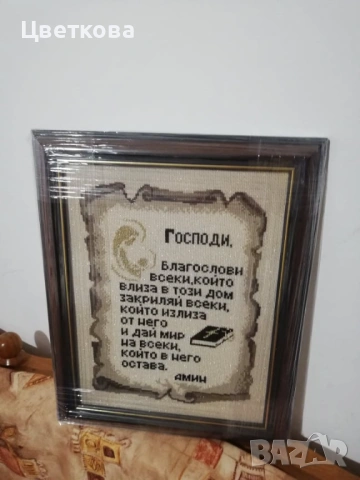 Цветкова
Господи,
Благослови
всеки,който
влиза в този дом
закриляй всеки,
който излиза
от него
и дай мир
на всеки,
който в него
остава.
Амин
BAZAR